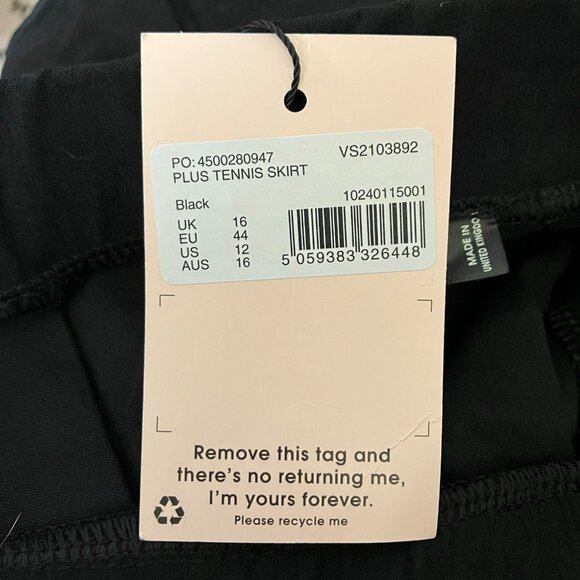 PO: 4500280947 VS2103892
PLUS TENNIS SKIRT
Black 10240115001
UK 16
EU 44
US 12
AUS 16
5 059383 326448
MADE IN
UNITED KINGDO
Remove this tag and
there's no returning me,
I'm yours forever.
Please recycle me